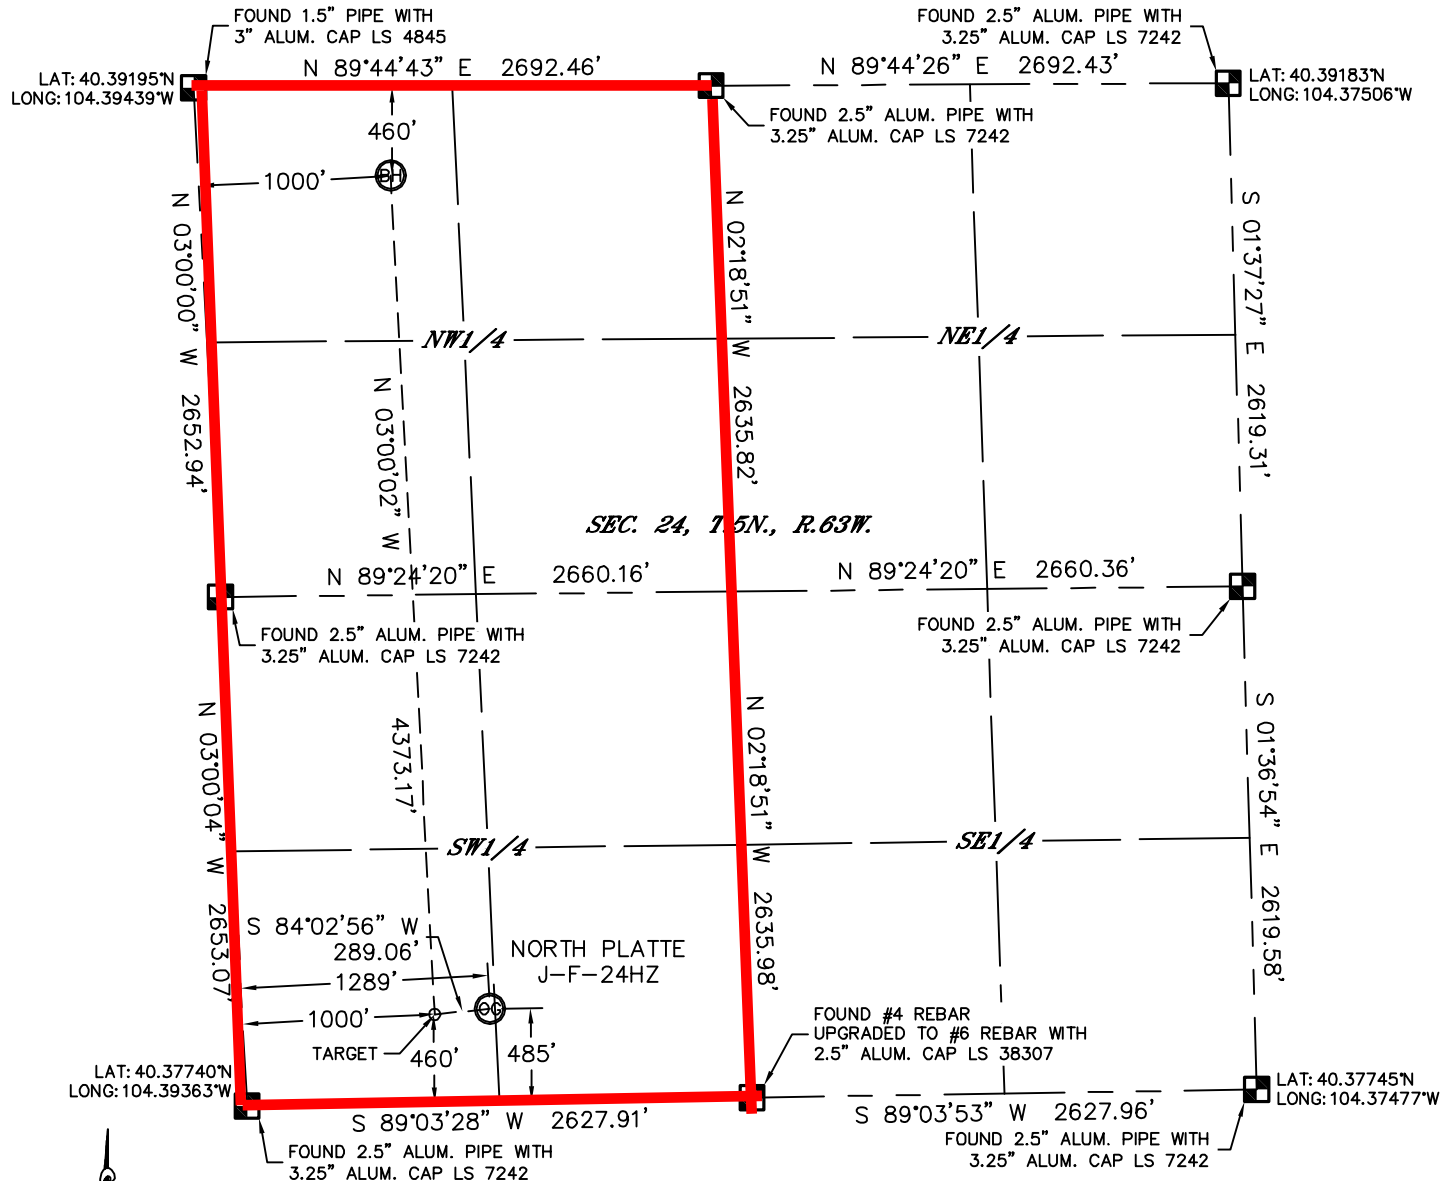 FOUND 1.5" PIPE WITH
3" ALUM. CAP LS 4845
FOUND 2.5" ALUM. PIPE WITH
3.25" ALUM. CAP LS 7242
LAT: 40.39195°N
LONG: 104.39439°W
N 89°44'43" E 2692.46'
N 89°44'26" E 2692.43'
LAT: 40.39183°N
LONG: 104.37506°W
FOUND 2.5" ALUM. PIPE WITH
3.25" ALUM. CAP LS 7242
460'
BH
1000'
N 03°00'00" W 2652.94'
N 02°18'51" W 2635.82'
S 01°37'27" E 2619.31'
NW1/4
NE1/4
N 03°00'02" W 4373.17'
SEC. 24, T.5N., R.63W.
N 89°24'20" E 2660.16'
N 89°24'20" E 2660.36'
FOUND 2.5" ALUM. PIPE WITH
3.25" ALUM. CAP LS 7242
FOUND 2.5" ALUM. PIPE WITH
3.25" ALUM. CAP LS 7242
N 03°00'04" W 2653.07'
N 02°18'51" W 2635.98'
S 01°36'54" E 2619.58'
SW1/4
SE1/4
S 84°02'56" W
289.06'
NORTH PLATTE
J-F-24HZ
1289'
OG
1000'
TARGET
460'
485'
FOUND #4 REBAR
UPGRADED TO #6 REBAR WITH
2.5" ALUM. CAP LS 38307
LAT: 40.37740°N
LONG: 104.39363°W
LAT: 40.37745°N
LONG: 104.37477°W
S 89°03'28" W 2627.91'
S 89°03'53" W 2627.96'
FOUND 2.5" ALUM. PIPE WITH
3.25" ALUM. CAP LS 7242
FOUND 2.5" ALUM. PIPE WITH
3.25" ALUM. CAP LS 7242